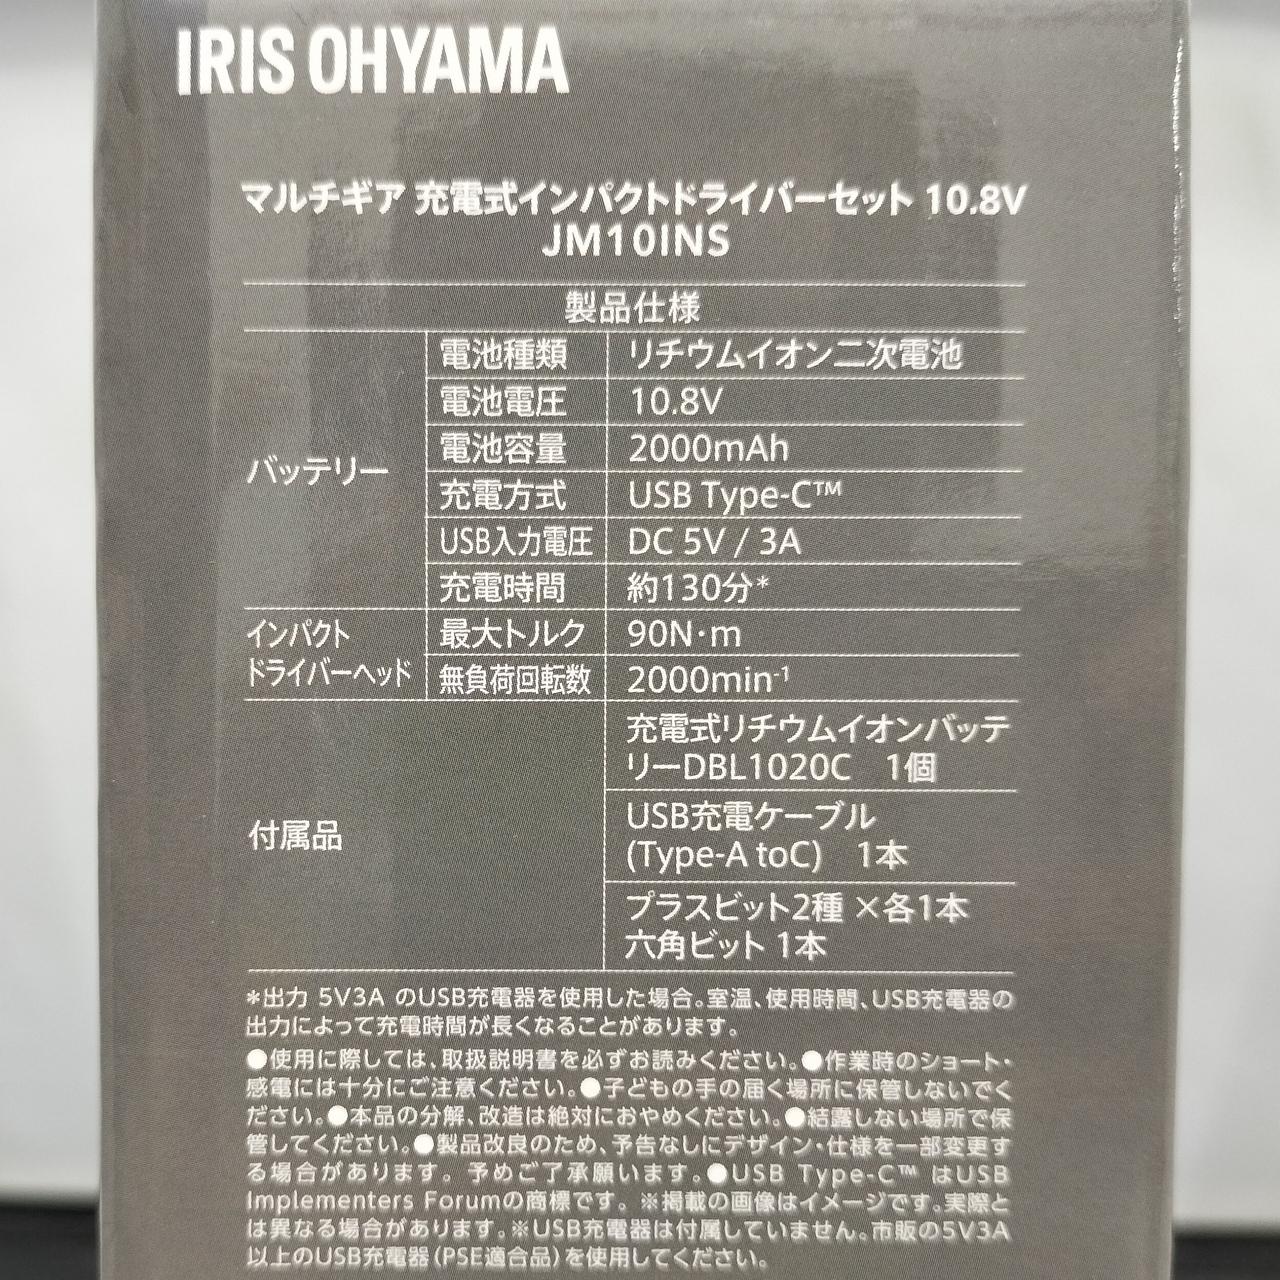 IRIS OHYAMA
マルチギア 充電式インパクトドライバーセット 10.8V
JM10INS
製品仕様
バッテリー
電池種類 リチウムイオン二次電池
電池電圧 10.8V
電池容量 2000mAh
充電方式 USB Type-C™
USB入力電圧 DC 5V / 3A
充電時間 約130分*
インパクト
ドライバーヘッド
最大トルク 90N·m
無負荷回転数 2000min-1
付属品
充電式リチウムイオンバッテ
リーDBL1020C 1個
USB充電ケーブル
(Type-A toC) 1本
プラスビット2種 ×各1本
六角ビット 1本
*出力 5V3A のUSB充電器を使用した場合。室温、使用時間、USB充電器の
出力によって充電時間が長くなることがあります。
●使用に際しては、取扱説明書を必ずお読みください。●作業時のショート・
感電には十分にご注意ください。●子どもの手の届く場所に保管しないでく
ださい。●本品の分解、改造は絶対におやめください。●結露しない場所で保
管してください。●製品改良のため、予告なしにデザイン・仕様を一部変更す
る場合があります。予めご了承願います。●USB Type-C™ はUSB
Implementers Forumの商標です。※掲載の画像はイメージです。実際と
は異なる場合があります。※USB充電器は付属していません。市販の5V3A
以上のUSB充電器(PSE適合品)を使用してください。